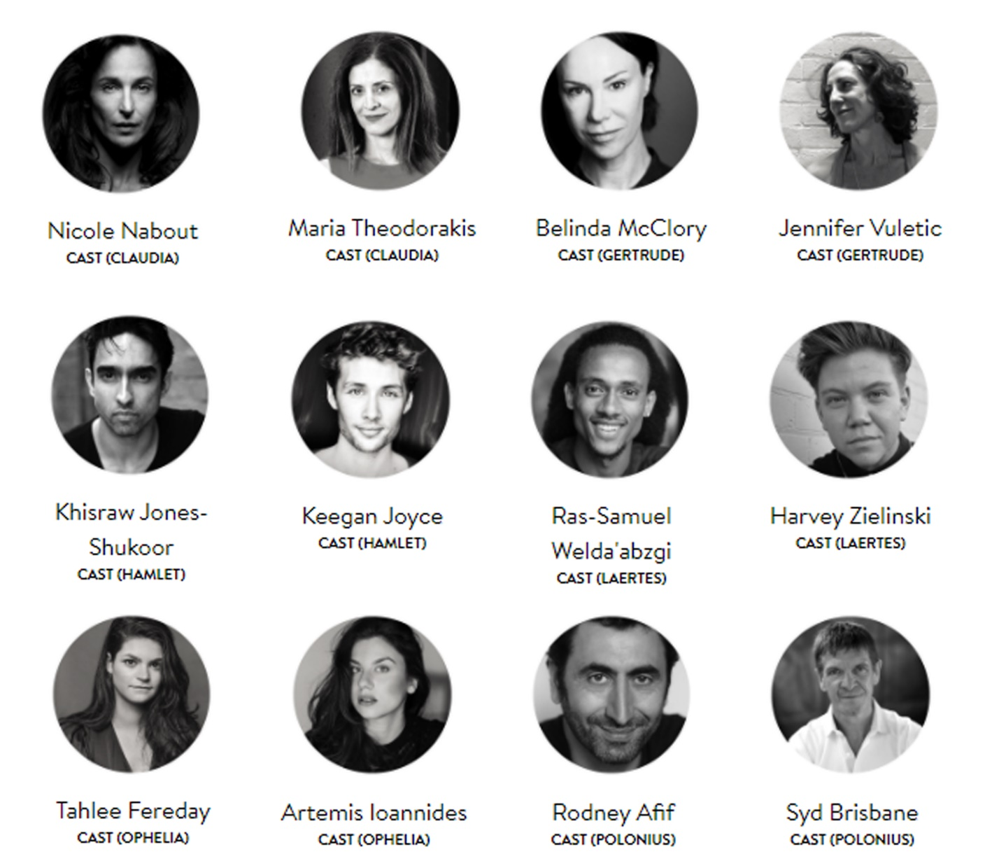 Nicole Nabout
CAST (CLAUDIA)
Maria Theodorakis
CAST (CLAUDIA)
Belinda McClory
CAST (GERTRUDE)
Jennifer Vuletic
CAST (GERTRUDE)
Khisraw Jones-
Shukoor
CAST (HAMLET)
Keegan Joyce
CAST (HAMLET)
Ras-Samuel
Welda'abzgi
CAST (LAERTES)
Harvey Zielinski
CAST (LAERTES)
Tahlee Fereday
CAST (OPHELIA)
Artemis Ioannides
CAST (OPHELIA)
Rodney Afif
CAST (POLONIUS)
Syd Brisbane
CAST (POLONIUS)